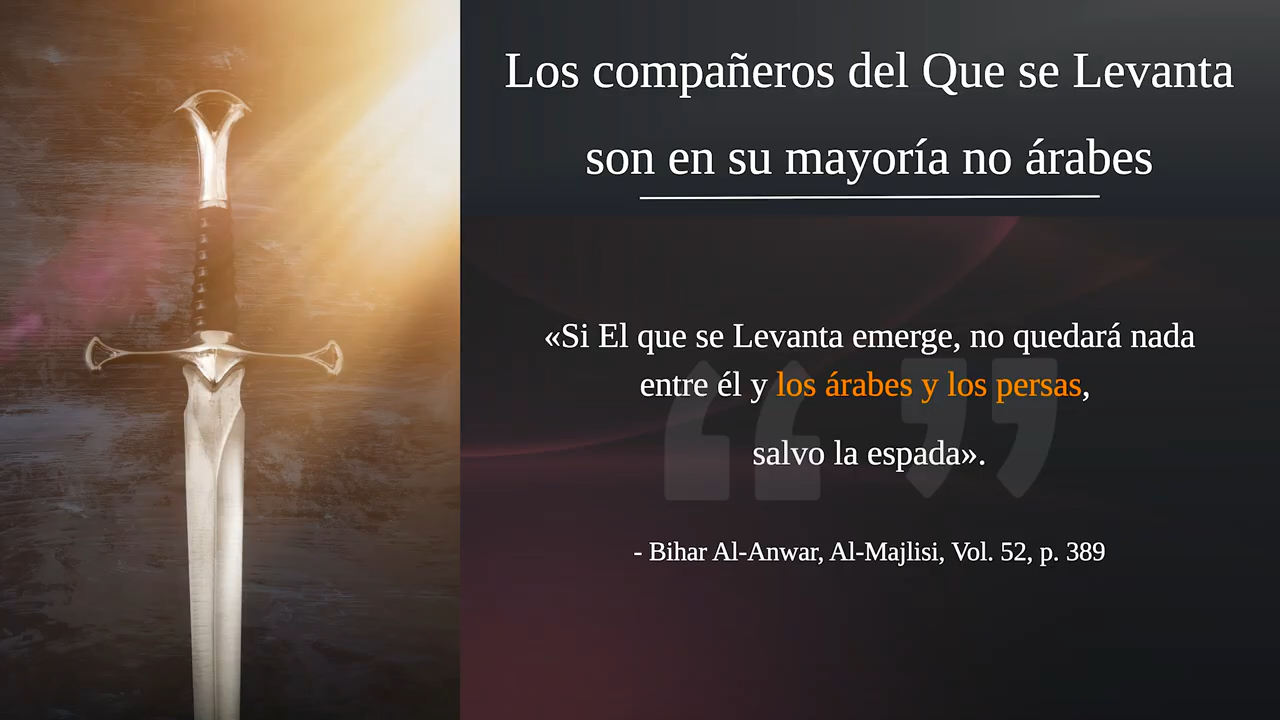 Los compañeros del Que se Levanta
son en su mayoría no árabes
«Si El que se Levanta emerge, no quedará nada
entre él y los árabes y los persas,
salvo la espada».
- Bihar Al-Anwar, Al-Majlisi, Vol. 52, p. 389